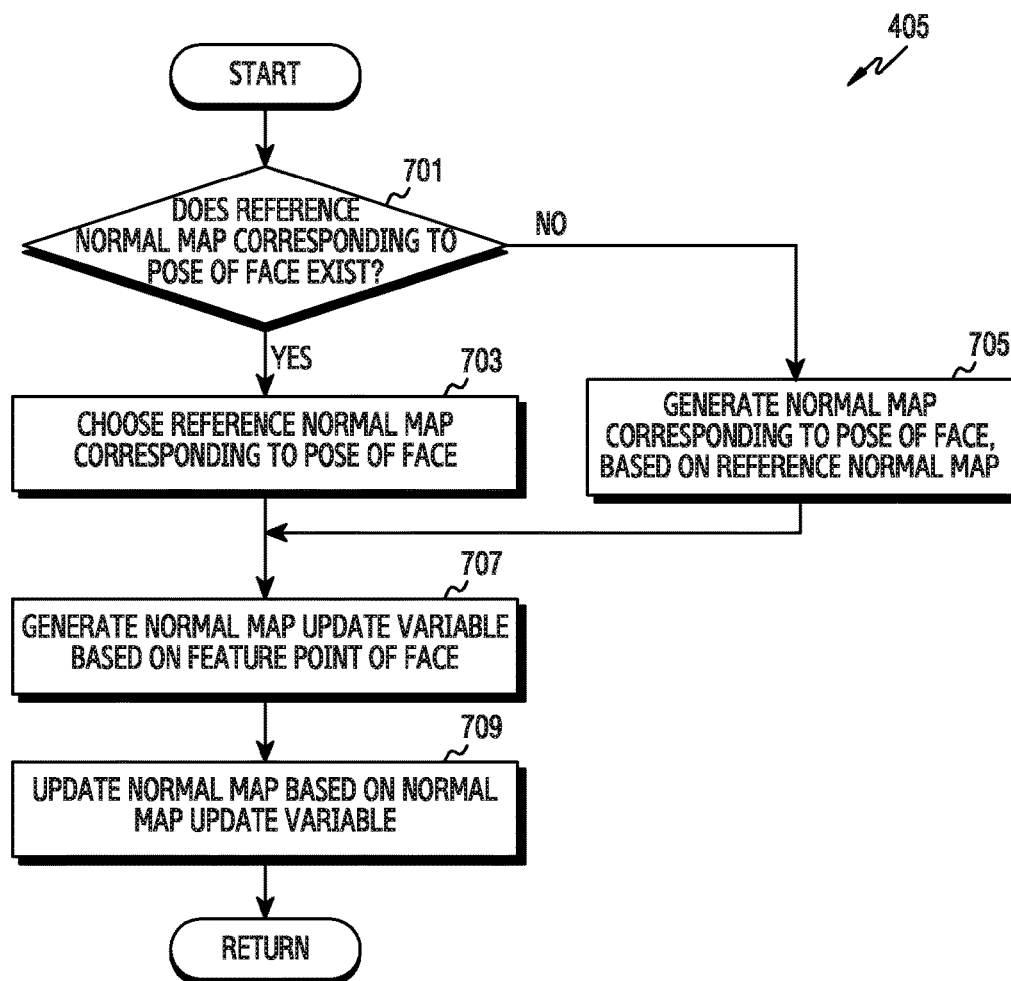 405
START
701
DOES REFERENCE
NORMAL MAP CORRESPONDING TO
POSE OF FACE EXIST?
NO
YES
703
CHOOSE REFERENCE NORMAL MAP
CORRESPONDING TO POSE OF FACE
705
GENERATE NORMAL MAP
CORRESPONDING TO POSE OF FACE,
BASED ON REFERENCE NORMAL MAP
707
GENERATE NORMAL MAP UPDATE VARIABLE
BASED ON FEATURE POINT OF FACE
709
UPDATE NORMAL MAP BASED ON NORMAL
MAP UPDATE VARIABLE
RETURN